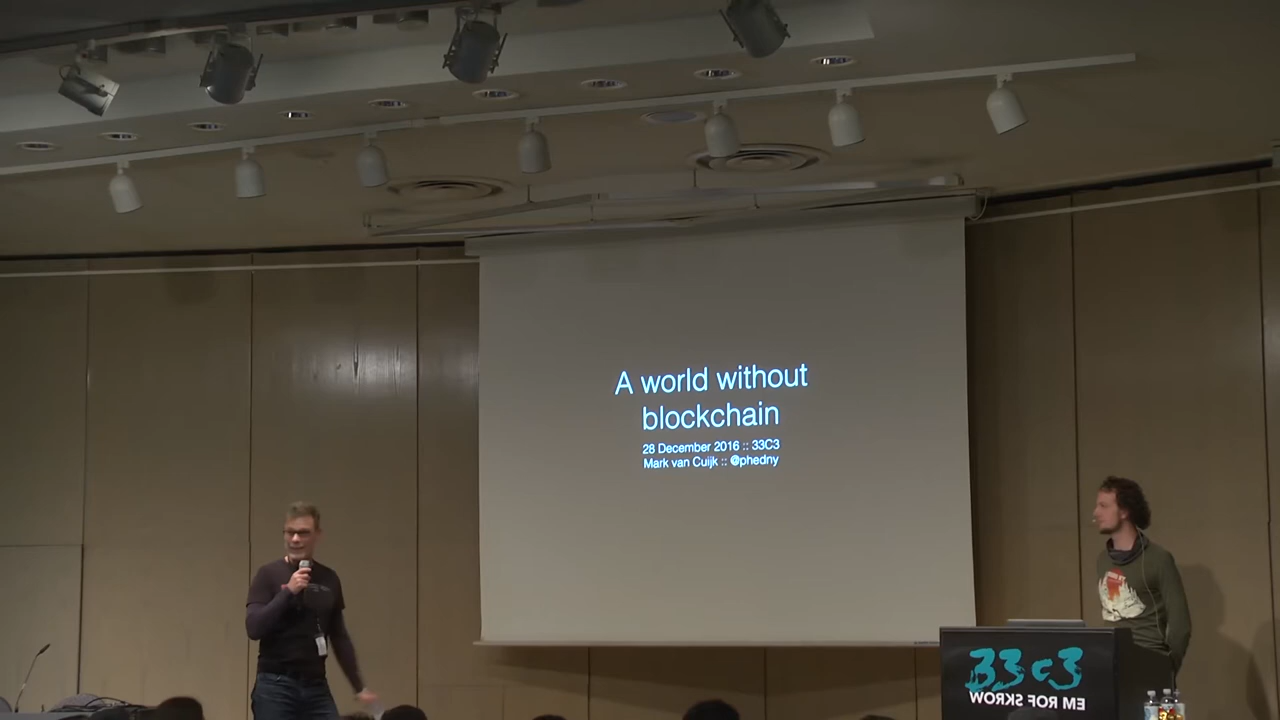 A world without
blockchain
28 December 2016 :: 33C3
Mark van Cuijk :: @phedny
33c3
WORKS FOR ME